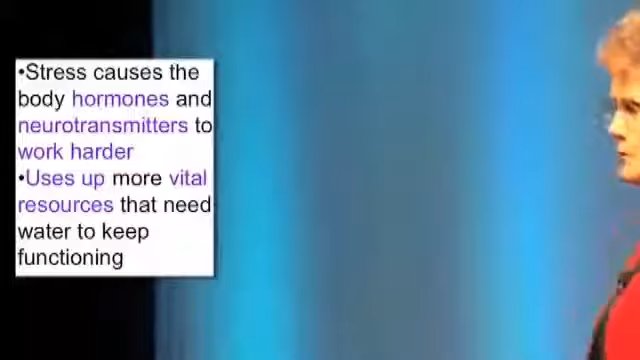 •Stress causes the
body hormones and
neurotransmitters to
work harder
•Uses up more vital
resources that need
water to keep
functioning